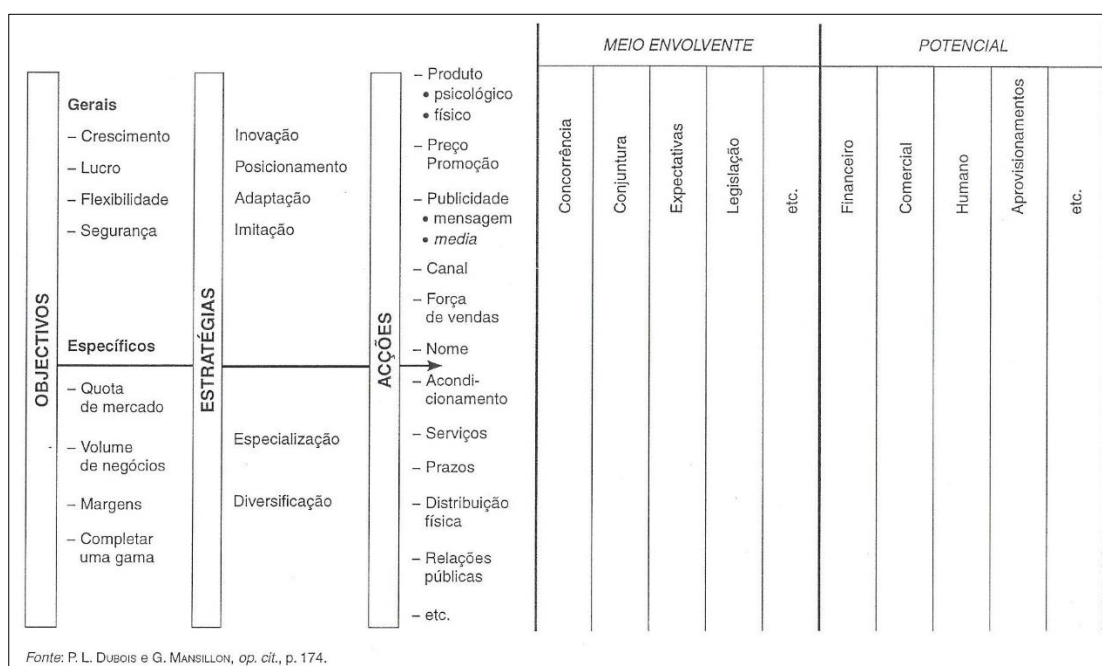 MEIO ENVOLVENTE
POTENCIAL
OBJECTIVOS
Gerais
– Crescimento
– Lucro
– Flexibilidade
– Segurança
Específicos
– Quota
de mercado
– Volume
de negócios
– Margens
– Completar
uma gama
ESTRATÉGIAS
Inovação
Posicionamento
Adaptação
Imitação
Especialização
Diversificação
ACÇÕES
– Produto
• psicológico
• físico
– Preço
Promoção
– Publicidade
• mensagem
• media
– Canal
– Força
de vendas
– Nome
– Acondi-
cionamento
– Serviços
– Prazos
– Distribuição
física
– Relações
públicas
– etc.
Concorrência
Conjuntura
Expectativas
Legislação
etc.
Financeiro
Comercial
Humano
Aprovisionamentos
etc.
Fonte: P. L. DUBOIS e G. MANSILLON, op. cit., p. 174.